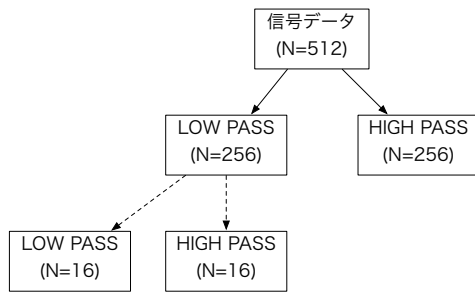 信号データ
(N=512)
LOW PASS
(N=256)
HIGH PASS
(N=256)
LOW PASS
(N=16)
HIGH PASS
(N=16)